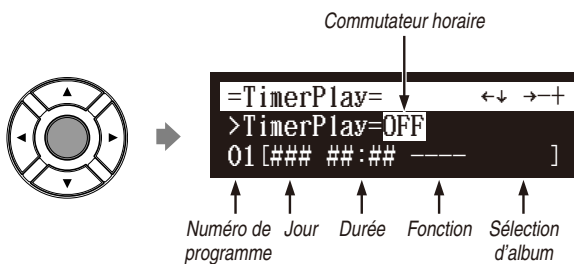 Commutateur horaire
=TimerPlay= ←↓ →−+
>TimerPlay=OFF
01[### ##:## ---- ]
Numéro de programme
Jour
Durée
Fonction
Sélection d'album